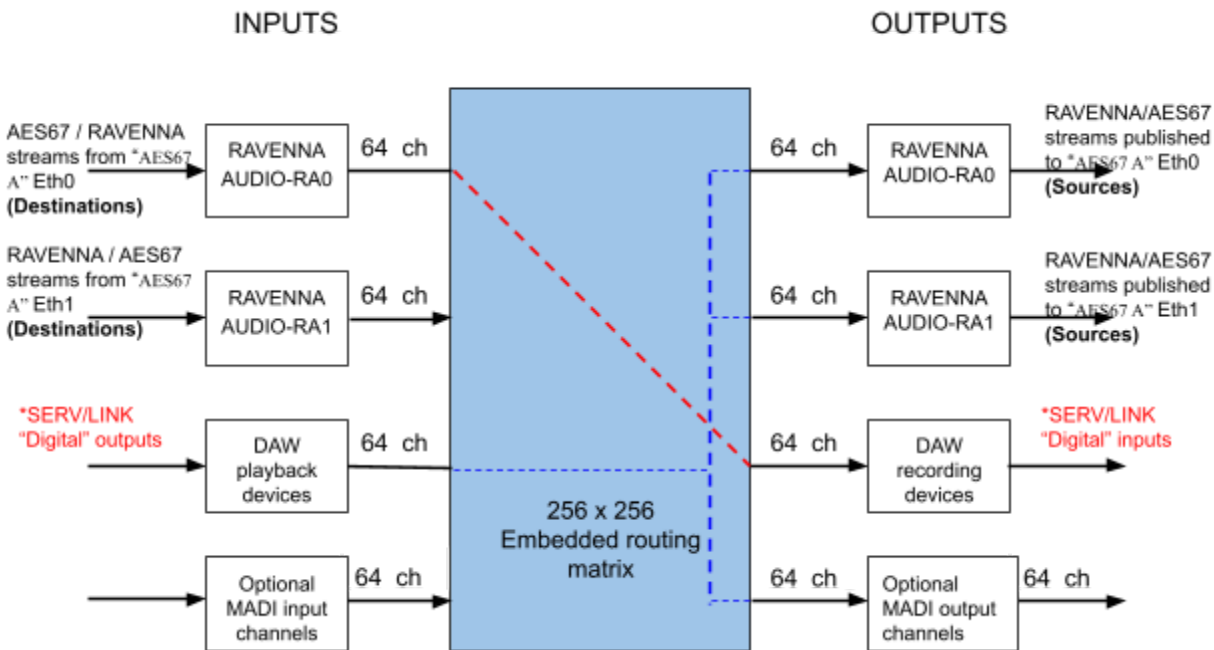 INPUTS
OUTPUTS
AES67 / RAVENNA
streams from “AES67
A” Eth0
(Destinations)
RAVENNA
AUDIO-RA0
64 ch
64 ch
RAVENNA
AUDIO-RA0
RAVENNA/AES67
streams published
to “AES67 A” Eth0
(Sources)
RAVENNA / AES67
streams from “AES67
A” Eth1
(Destinations)
RAVENNA
AUDIO-RA1
64 ch
64 ch
RAVENNA
AUDIO-RA1
RAVENNA/AES67
streams published
to “AES67 A” Eth1
(Sources)
*SERV/LINK
“Digital” outputs
DAW
playback
devices
64 ch
64 ch
DAW
recording
devices
*SERV/LINK
“Digital” inputs
256 x 256
Embedded routing
matrix
Optional
MADI input
channels
64 ch
64 ch
Optional
MADI output
channels
64 ch